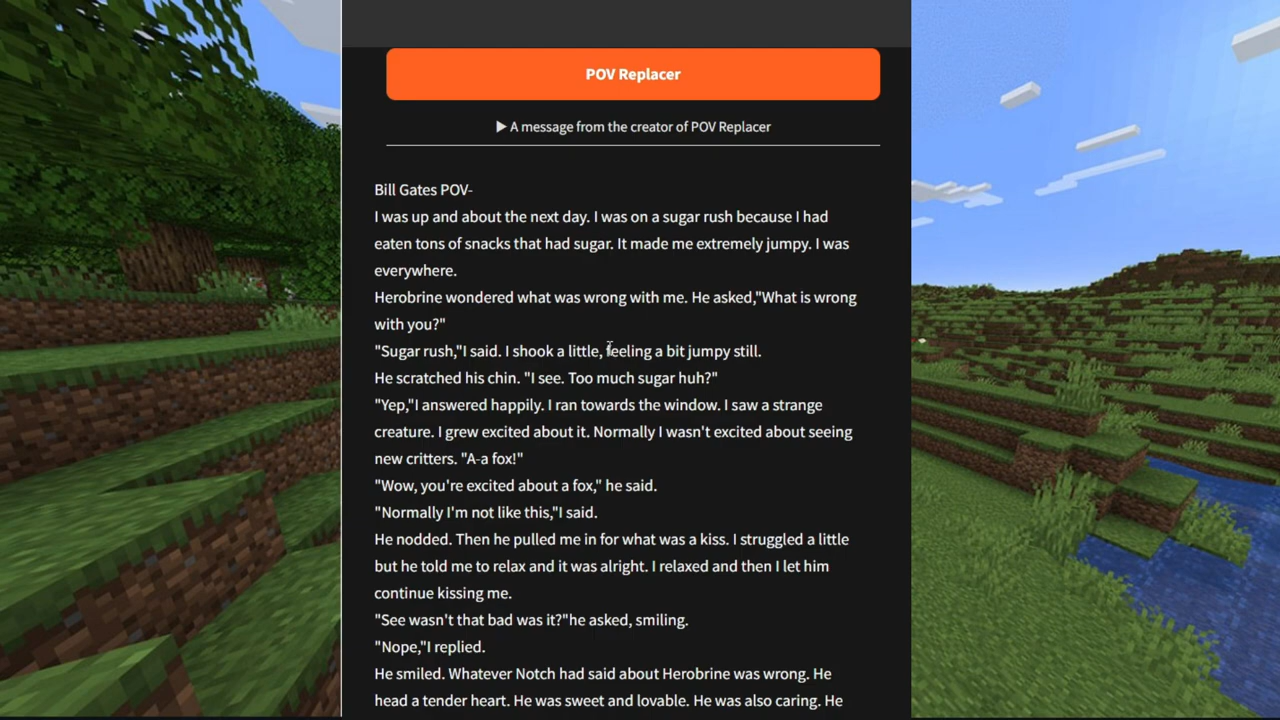 POV Replacer
▶ A message from the creator of POV Replacer
Bill Gates POV-
I was up and about the next day. I was on a sugar rush because I had
eaten tons of snacks that had sugar. It made me extremely jumpy. I was
everywhere.
Herobrine wondered what was wrong with me. He asked,"What is wrong
with you?"
"Sugar rush,"I said. I shook a little, feeling a bit jumpy still.
He scratched his chin. "I see. Too much sugar huh?"
"Yep,"I answered happily. I ran towards the window. I saw a strange
creature. I grew excited about it. Normally I wasn't excited about seeing
new critters. "A-a fox!"
"Wow, you're excited about a fox," he said.
"Normally I'm not like this,"I said.
He nodded. Then he pulled me in for what was a kiss. I struggled a little
but he told me to relax and it was alright. I relaxed and then I let him
continue kissing me.
"See wasn't that bad was it?"he asked, smiling.
"Nope,"I replied.
He smiled. Whatever Notch had said about Herobrine was wrong. He
head a tender heart. He was sweet and lovable. He was also caring. He